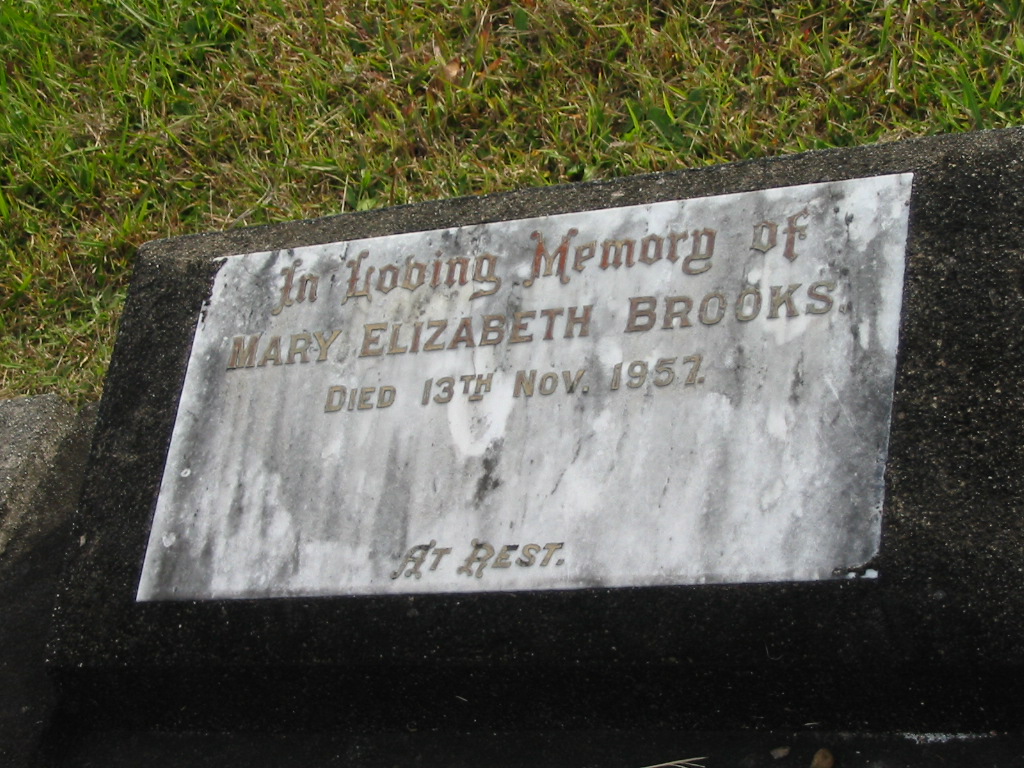 In Loving Memory of
MARY ELIZABETH BROOKS.
DIED 13TH NOV. 1957.
AT REST.